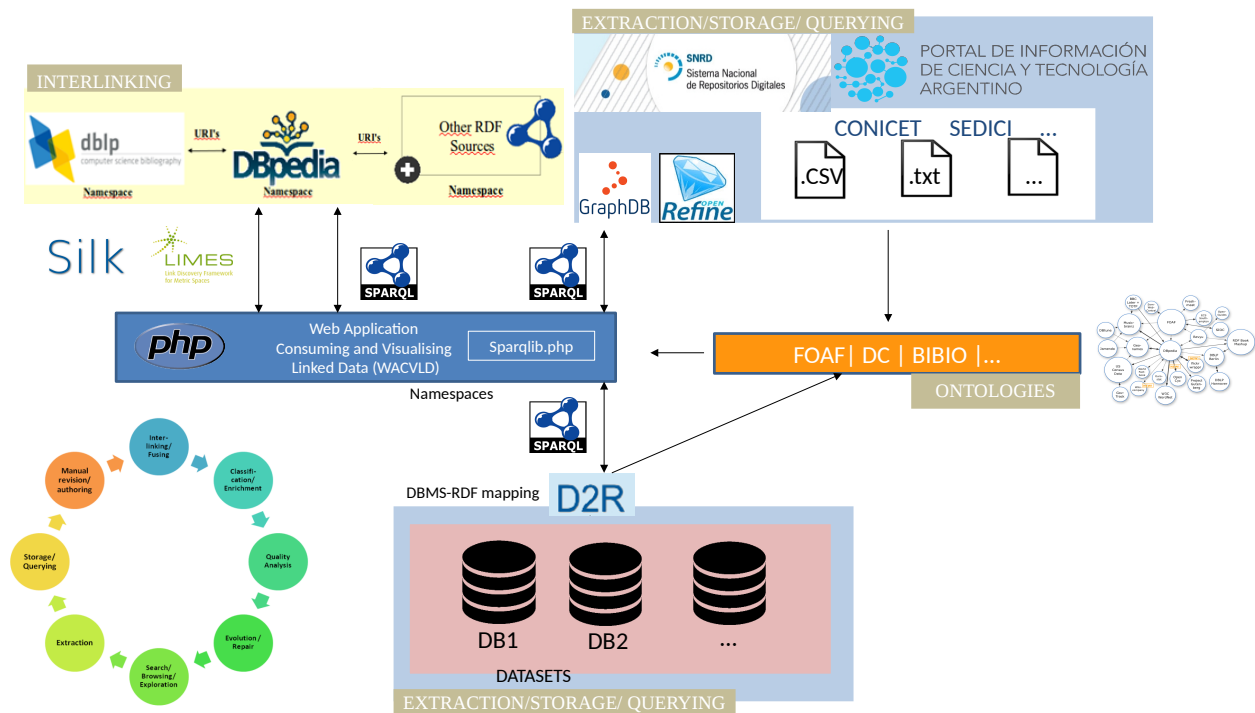 EXTRACTION/STORAGE/ QUERYING
SNRD
Sistema Nacional
de Repositorios Digitales
PORTAL DE INFORMACIÓN
DE CIENCIA Y TECNOLOGÍA
ARGENTINO
INTERLINKING
dblp
computer science bibliography
URI's
DBpedia
URI's
Other RDF
Sources
Namespace
Namespace
Namespace
CONICET SEDICI ...
.CSV
.txt
...
GraphDB
OPEN
Refine
Silk
LIMES
Link Discovery Framework
for Metric Spaces
SPARQL
SPARQL
php
Web Application
Consuming and Visualising
Linked Data (WACVLD)
Sparqlib.php
Namespaces
FOAF| DC | BIBIO |...
ONTOLOGIES
FOAF
DBpedia
SPARQL
DBMS-RDF mapping
D2R
DB1
DB2
...
DATASETS
EXTRACTION/STORAGE/ QUERYING
Inter-
linking/
Fusing
Classifi-
cation/
Enrichment
Quality
Analysis
Evolution /
Repair
Search/
Browsing/
Exploration
Extraction
Storage/
Querying
Manual
revision/
authoring